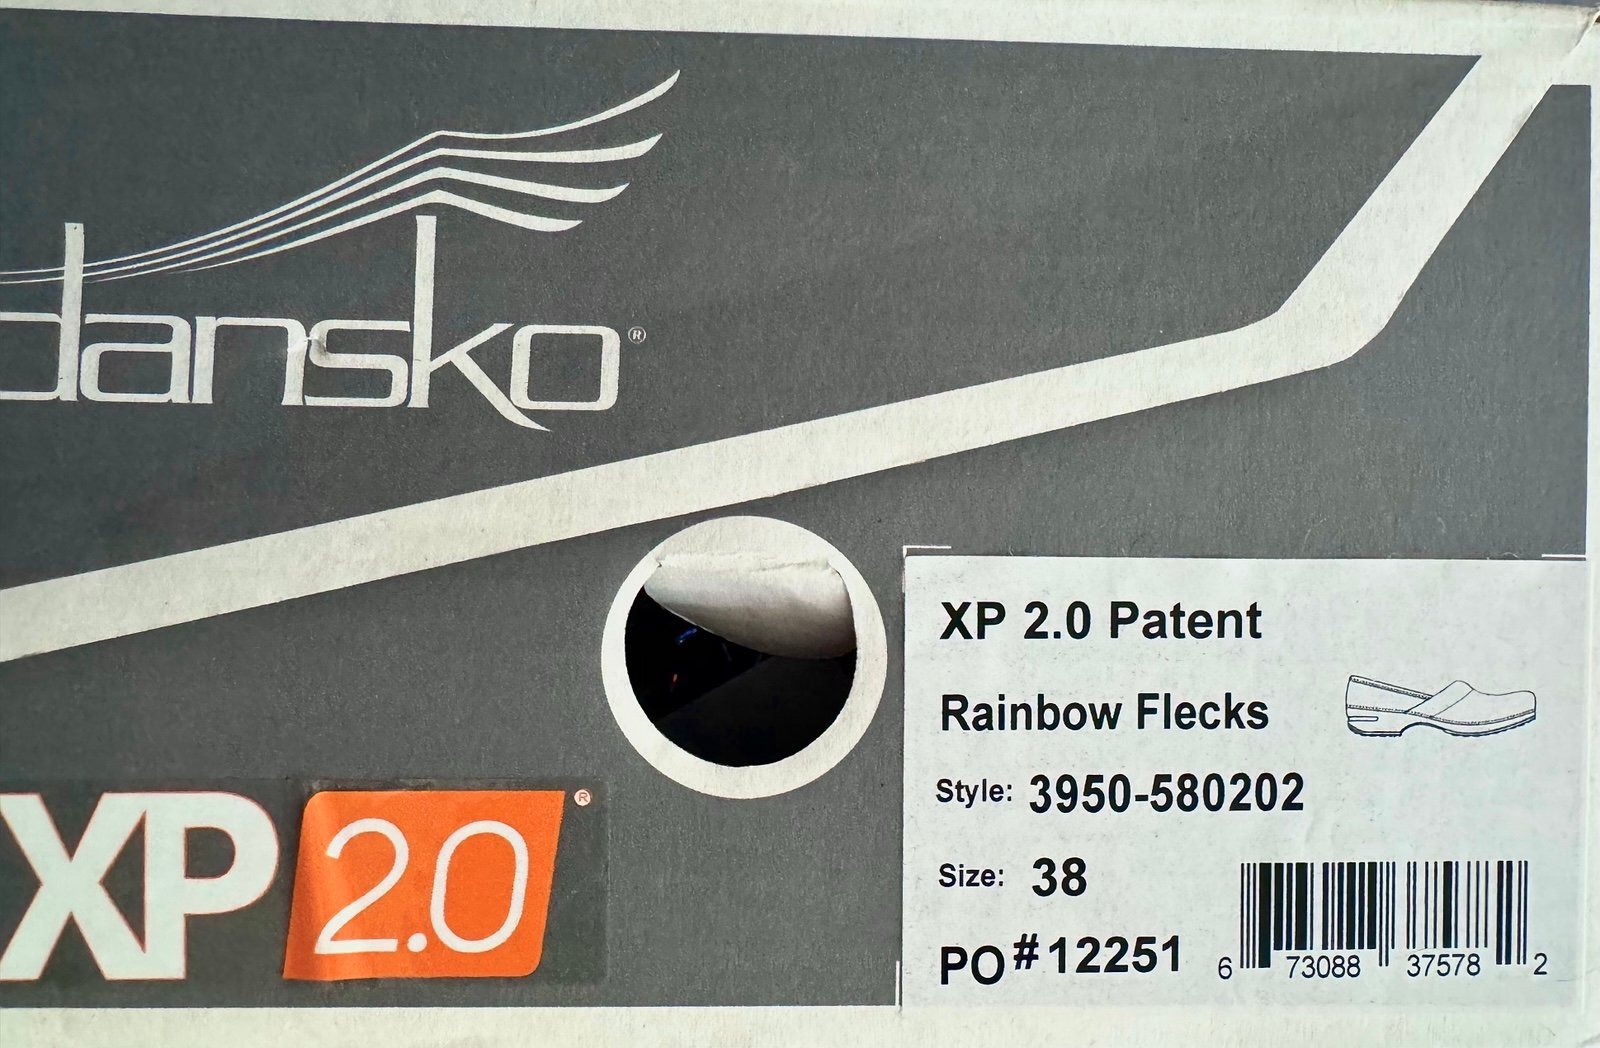 dansko®
XP 2.0®
XP 2.0 Patent
Rainbow Flecks
Style: 3950-580202
Size: 38
PO#12251
6 73088 37578 2